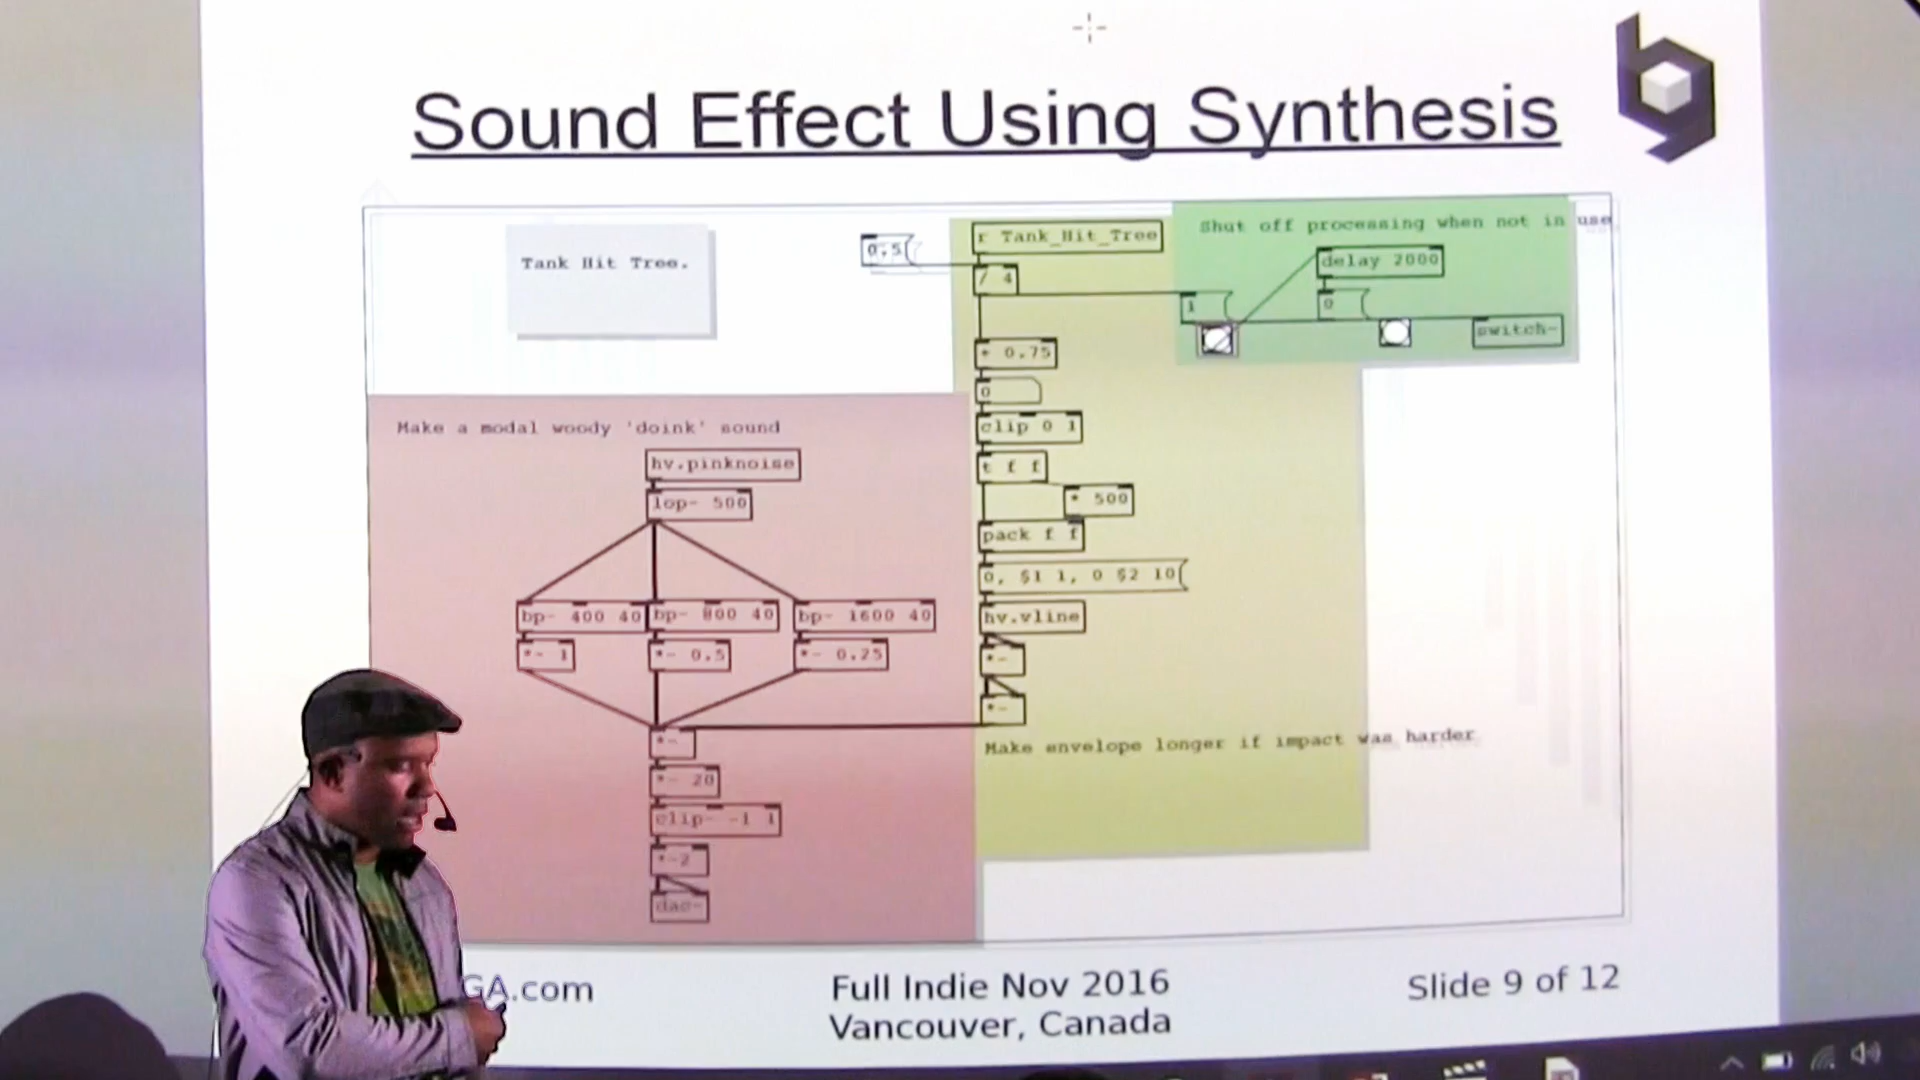 Sound Effect Using Synthesis
Tank Hit Tree.
r Tank_Hit_Tree
/ 4
Shut off processing when not in use
delay 2000
1
0
switch~
0.75
0
clip 0 1
t f f
* 500
pack f f
0, $1 1, 0 $2 10
hv.vline
*~
*~
Make envelope longer if impact was harder
Make a modal woody 'doink' sound
hv.pinknoise
lop~ 500
bp~ 400 40
bp~ 800 40
bp~ 1600 40
*~ 1
*~ 0.5
*~ 0.25
*~
*~ 20
clip~ -1 1
*~2
dac~
GA.com
Full Indie Nov 2016
Vancouver, Canada
Slide 9 of 12